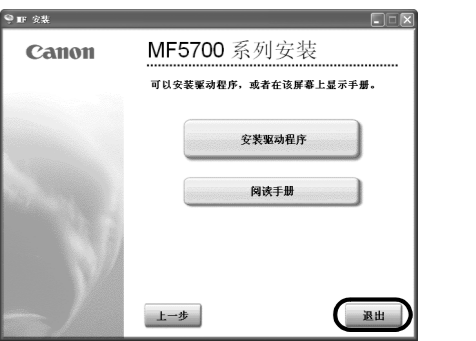 MF 安装
Canon
MF5700 系列安装
可以安装驱动程序，或者在该屏幕上显示手册。
安装驱动程序
阅读手册
上一步
退出